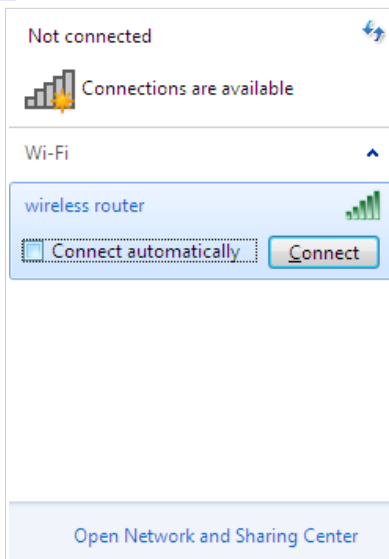 Not connected
Connections are available
Wi-Fi
wireless router
Connect automatically
Connect
Open Network and Sharing Center